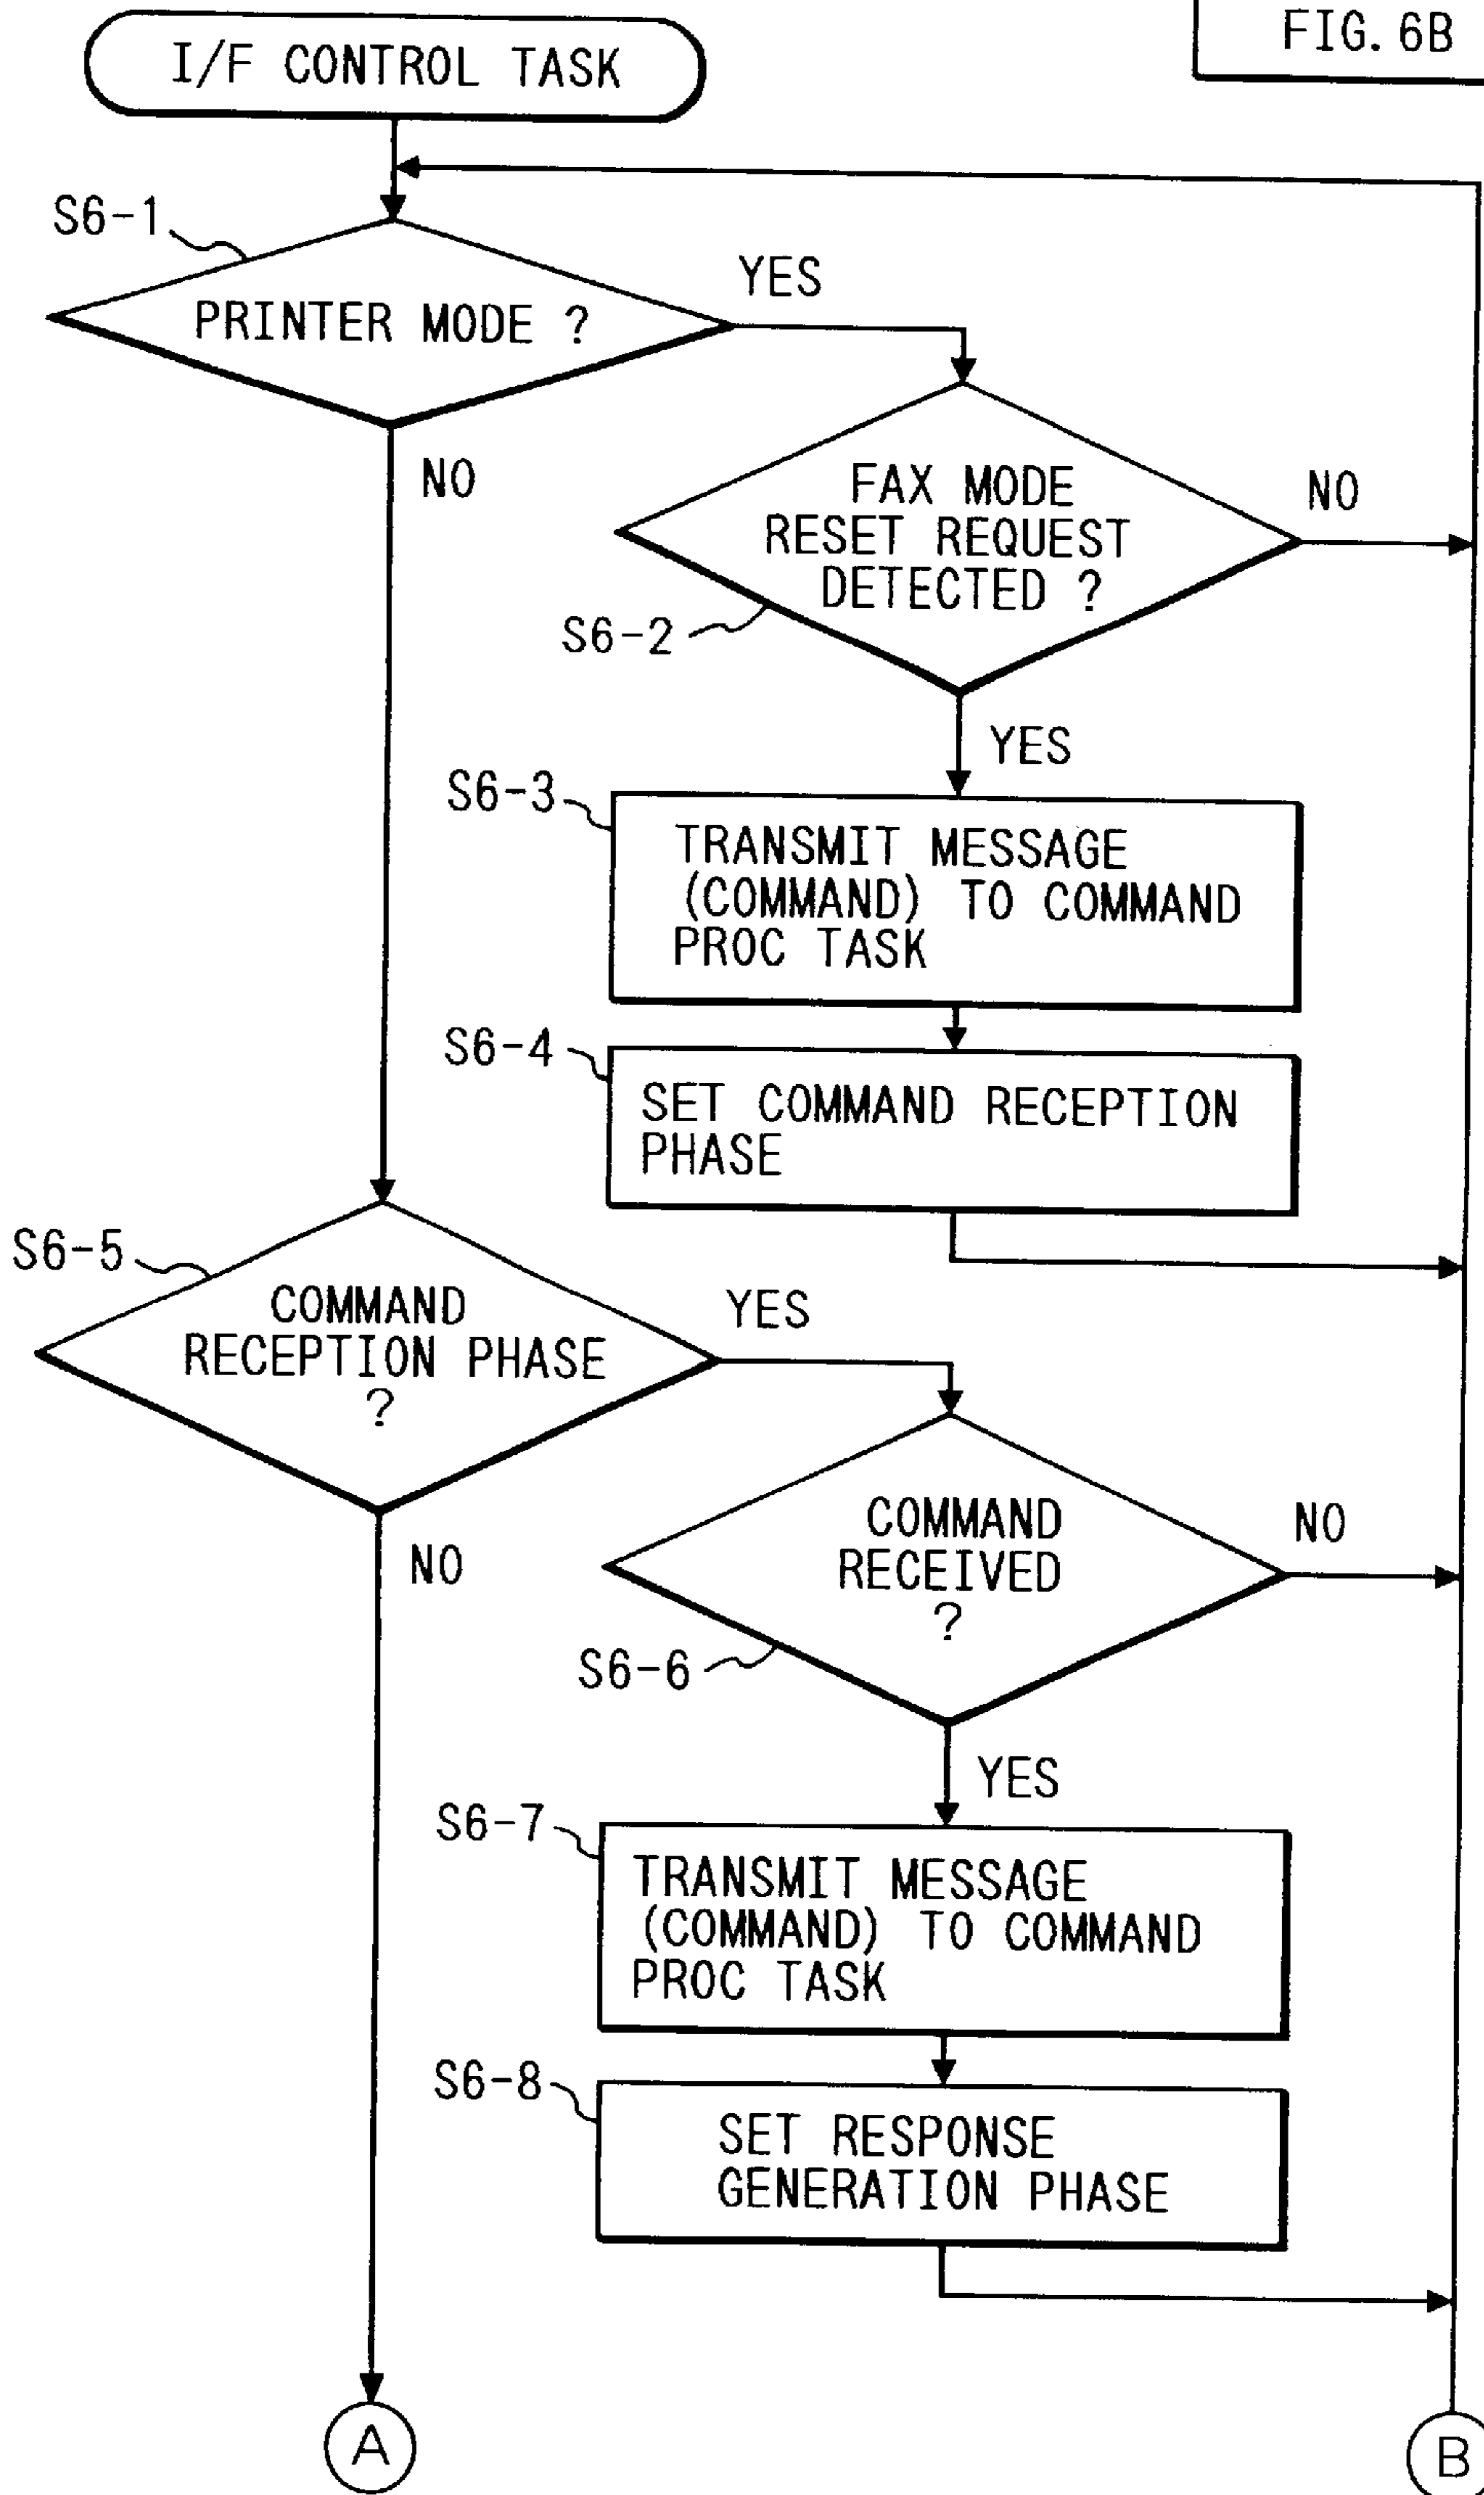 I/F CONTROL TASK
FIG. 6B
S6-1
PRINTER MODE ?
YES
NO
FAX MODE
RESET REQUEST
DETECTED ?
NO
S6-2
YES
S6-3
TRANSMIT MESSAGE
(COMMAND) TO COMMAND
PROC TASK
S6-4
SET COMMAND RECEPTION
PHASE
S6-5
COMMAND
RECEPTION PHASE
?
YES
NO
COMMAND
RECEIVED
?
NO
S6-6
YES
S6-7
TRANSMIT MESSAGE
(COMMAND) TO COMMAND
PROC TASK
S6-8
SET RESPONSE
GENERATION PHASE
A
B